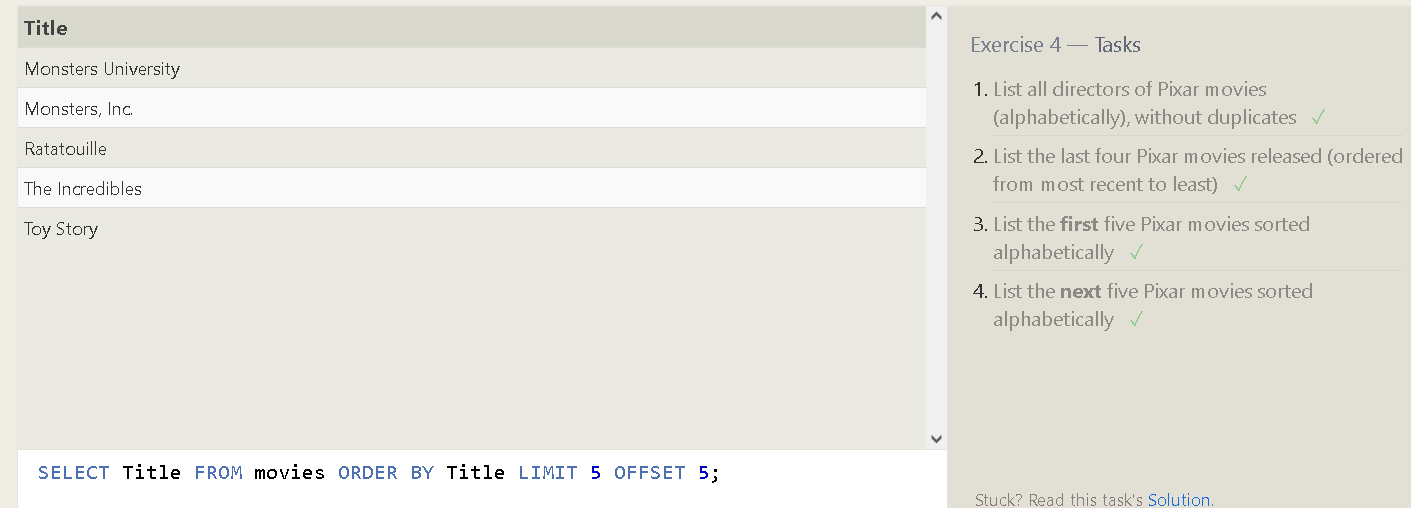 Title
Monsters University
Monsters, Inc.
Ratatouille
The Incredibles
Toy Story
SELECT Title FROM movies ORDER BY Title LIMIT 5 OFFSET 5;
Exercise 4 — Tasks
1. List all directors of Pixar movies
(alphabetically), without duplicates ✓
2. List the last four Pixar movies released (ordered
from most recent to least) ✓
3. List the first five Pixar movies sorted
alphabetically ✓
4. List the next five Pixar movies sorted
alphabetically ✓
Stuck? Read this task's Solution.